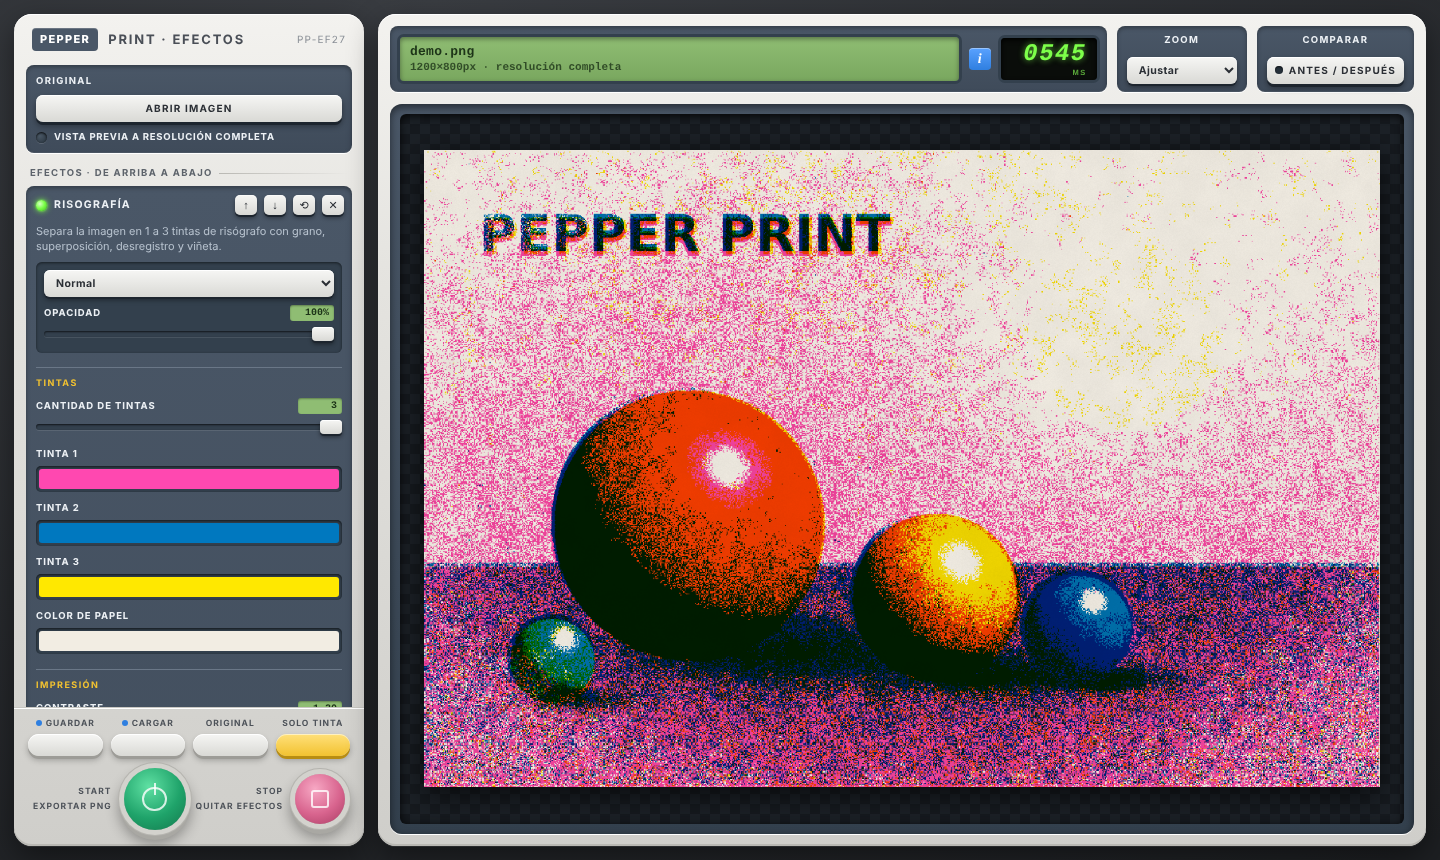 PEPPER PRINT · EFECTOS PP-EF27
ORIGINAL
ABRIR IMAGEN
VISTA PREVIA A RESOLUCIÓN COMPLETA
EFECTOS · DE ARRIBA A ABAJO
RISOGRAFÍA
Separa la imagen en 1 a 3 tintas de risógrafo con grano,
superposición, desregistro y viñeta.
Normal
OPACIDAD 100%
TINTAS
CANTIDAD DE TINTAS 3
TINTA 1
TINTA 2
TINTA 3
COLOR DE PAPEL
IMPRESIÓN
CONTRASTE 1.20
GUARDAR CARGAR ORIGINAL SOLO TINTA
START
EXPORTAR PNG
STOP
QUITAR EFECTOS
demo.png
1200×800px · resolución completa
i
0545
MS
ZOOM
Ajustar
COMPARAR
ANTES / DESPUÉS
PEPPER PRINT